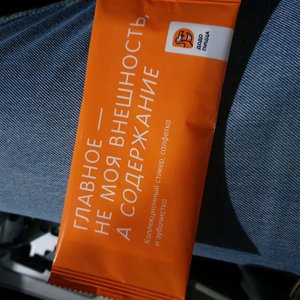 ГЛАВНОЕ —
НЕ МОЯ ВНЕШНОСТЬ,
А СОДЕРЖАНИЕ
Коллекционный стикер, салфетка
и зубочистка
ДОДО
ПИЦЦА